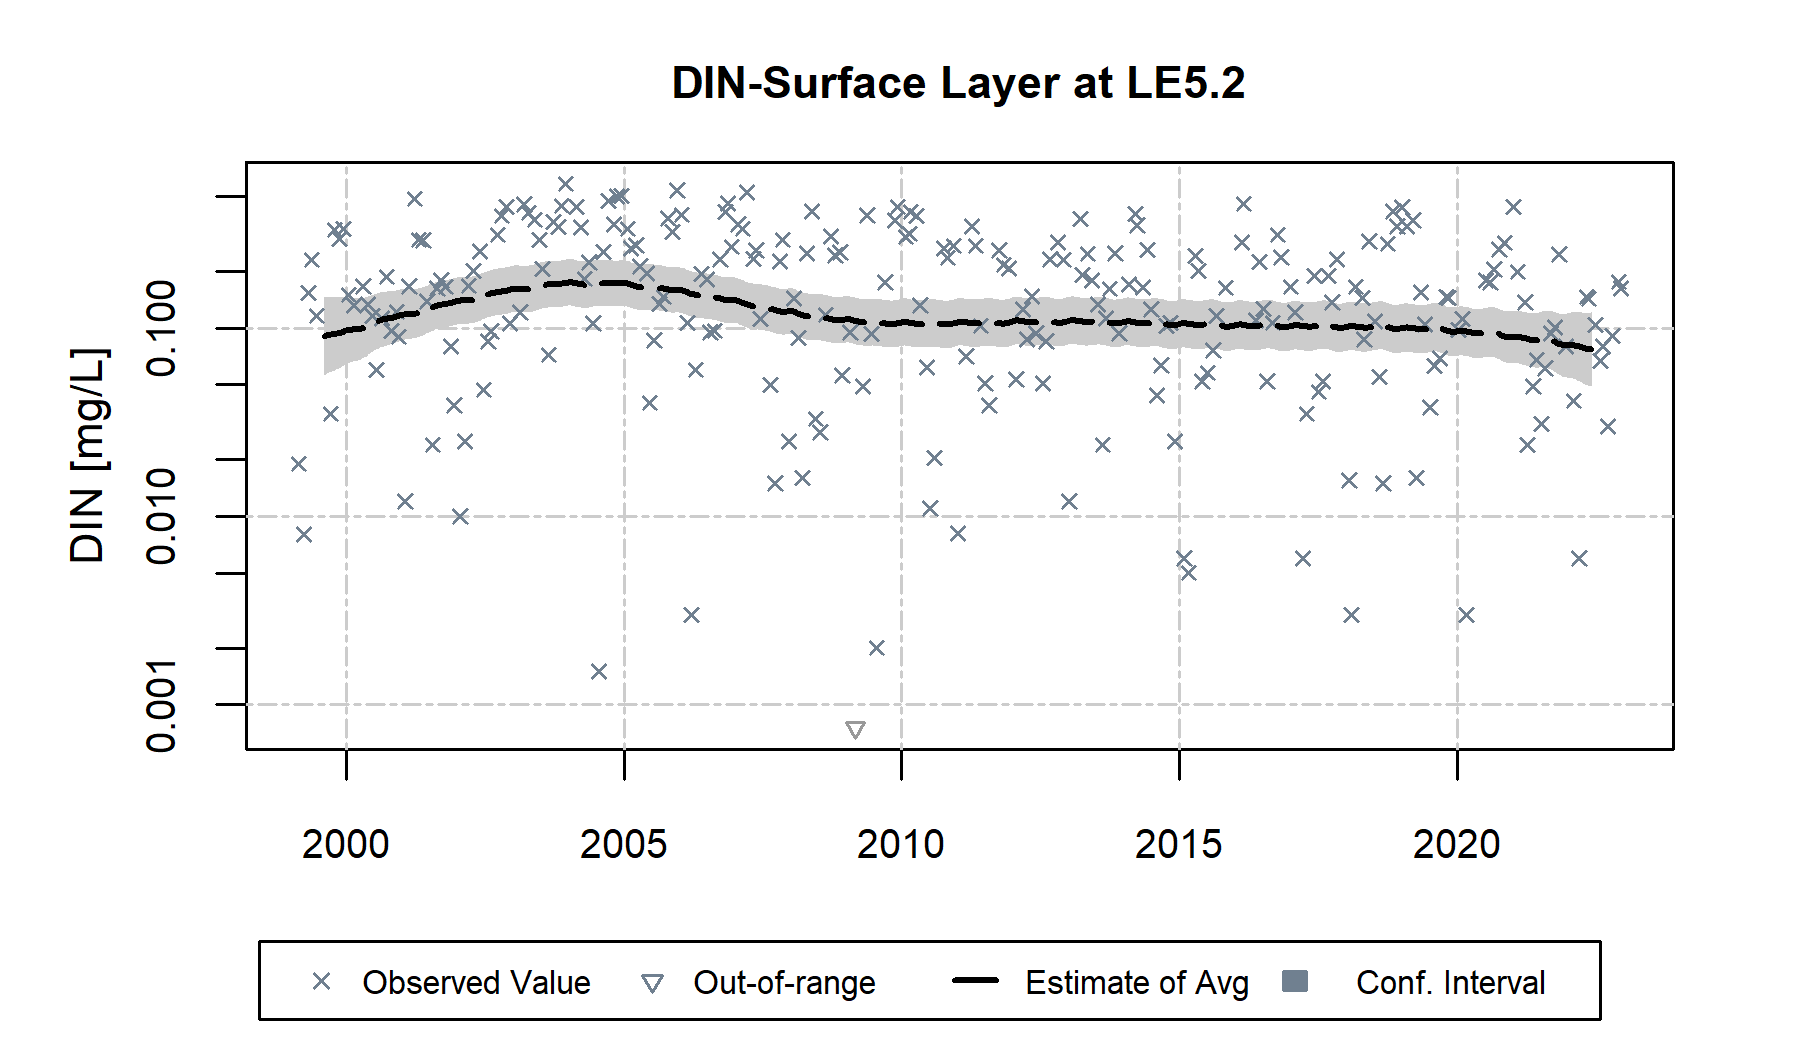 DIN-Surface Layer at LE5.2
DIN [mg/L]
0.100
0.010
0.001
2000 2005 2010 2015 2020
Observed Value Out-of-range Estimate of Avg Conf. Interval